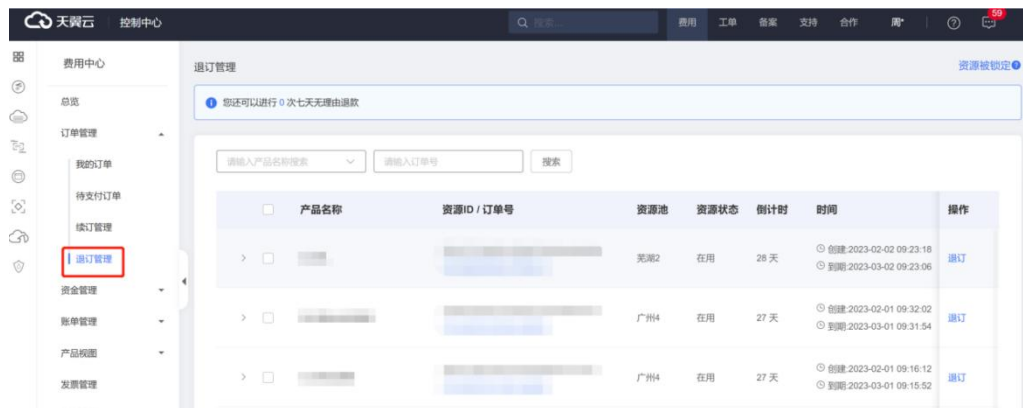 天翼云 控制中心 搜索... 费用 工单 备案 支持 合作 周* 59
费用中心
退订管理 资源被锁定
总览
您还可以进行 0 次七天无理由退款
订单管理
我的订单
请输入产品名称搜索 请输入订单号 搜索
待支付订单
续订管理
产品名称 资源ID / 订单号 资源池 资源状态 倒计时 时间 操作
退订管理
芜湖2 在用 28 天 创建:2023-02-02 09:23:18 退订
到期:2023-03-02 09:23:06
资金管理
账单管理
广州4 在用 27 天 创建:2023-02-01 09:32:02 退订
到期:2023-03-01 09:31:54
产品视图
发票管理
广州4 在用 27 天 创建:2023-02-01 09:16:12 退订
到期:2023-03-01 09:15:52